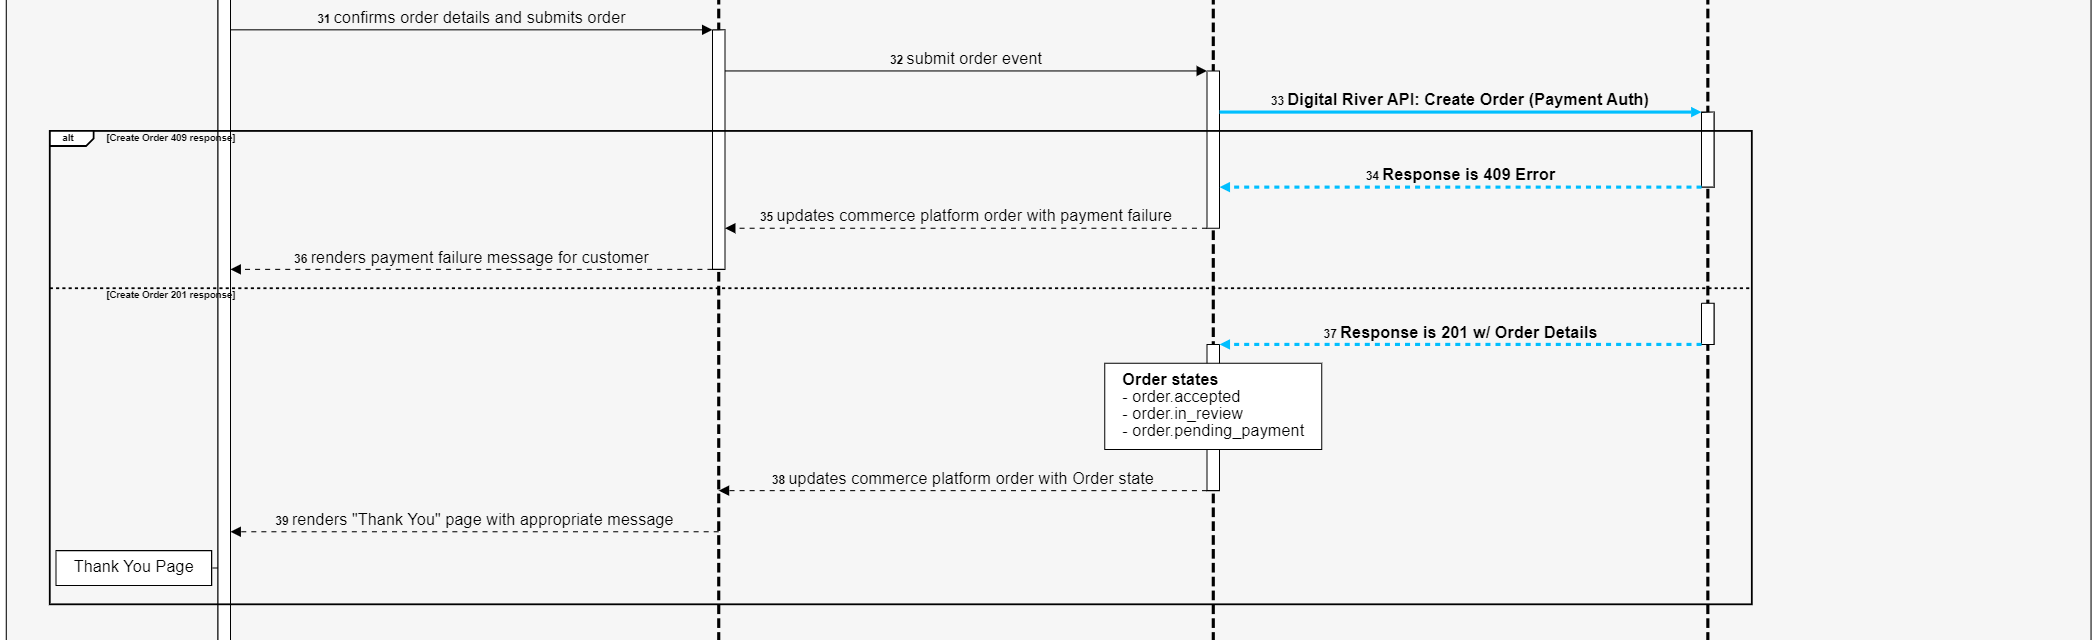 31 confirms order details and submits order
32 submit order event
33 Digital River API: Create Order (Payment Auth)
alt [Create Order 409 response]
34 Response is 409 Error
35 updates commerce platform order with payment failure
36 renders payment failure message for customer
[Create Order 201 response]
37 Response is 201 w/ Order Details
Order states
- order.accepted
- order.in_review
- order.pending_payment
38 updates commerce platform order with Order state
39 renders "Thank You" page with appropriate message
Thank You Page